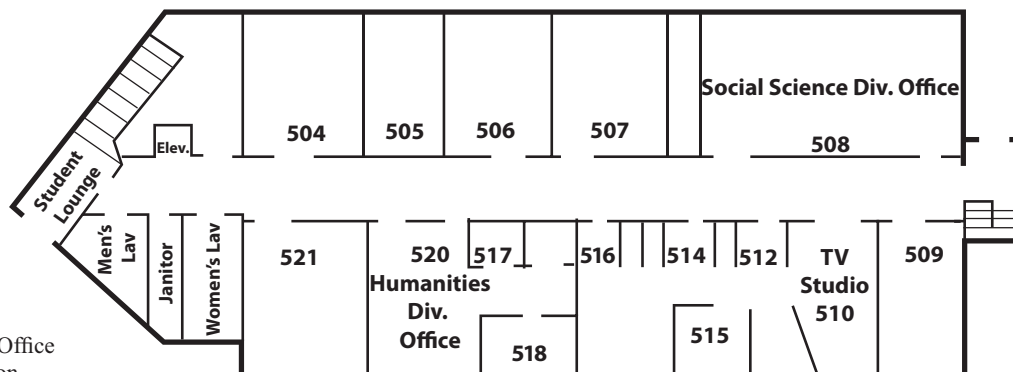 Social Science Div. Office
504
505
506
507
508
Elev.
Student
Lounge
Men's
Lav
Janitor
Women's Lav
521
520
Humanities
Div.
Office
517
518
516
514
512
515
TV
Studio
510
509
Office